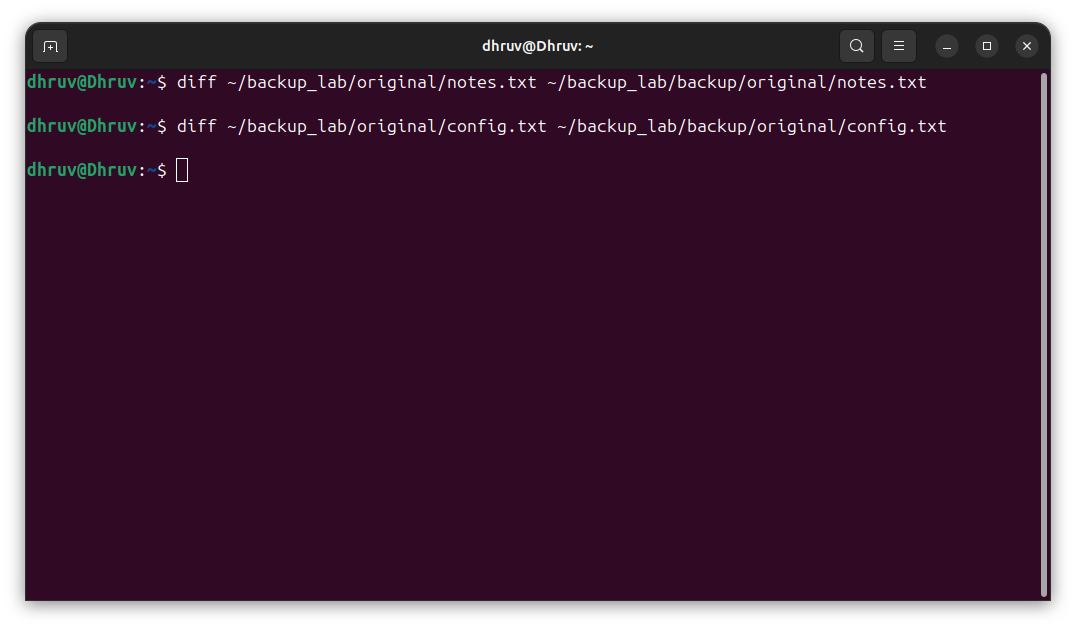 dhruv@Dhruv: ~
dhruv@Dhruv:~$ diff ~/backup_lab/original/notes.txt ~/backup_lab/backup/original/notes.txt
dhruv@Dhruv:~$ diff ~/backup_lab/original/config.txt ~/backup_lab/backup/original/config.txt
dhruv@Dhruv:~$